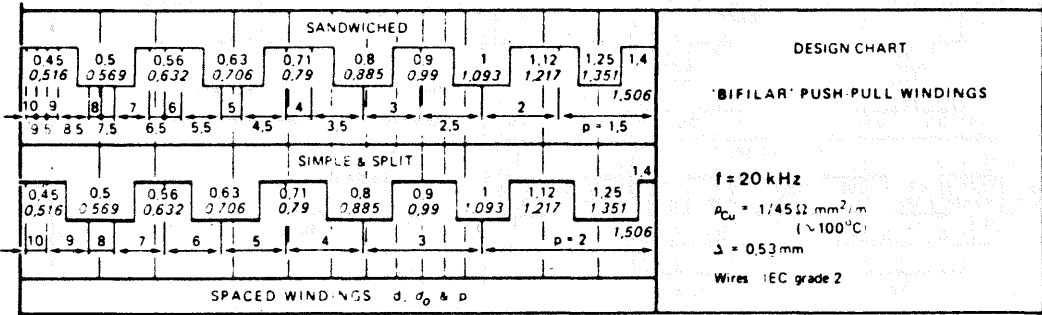 SANDWICHED
0,45 0,5 0,56 0,63 0,71 0,8 0,9 1 1,12 1,25 1,4
0,516 0,569 0,632 0,706 0,79 0,885 0,99 1,093 1,217 1,351
1,506
10 9 8 7 6 5 4 3 2
9,5 8,5 7,5 6,5 5,5 4,5 3,5 2,5 p = 1,5
SIMPLE & SPLIT
1,4
0,45 0,5 0,56 0,63 0,71 0,8 0,9 1 1,12 1,25
0,516 0,569 0,632 0,706 0,79 0,885 0,99 1,093 1,217 1,351
1,506
10 9 8 7 6 5 4 3 p = 2
SPACED WINDINGS d, do & p
DESIGN CHART
'BIFILAR' PUSH-PULL WINDINGS
f = 20 kHz
ρCu = 1/45 Ω mm²/m
(~100°C)
Δ = 0,53 mm
Wires IEC grade 2